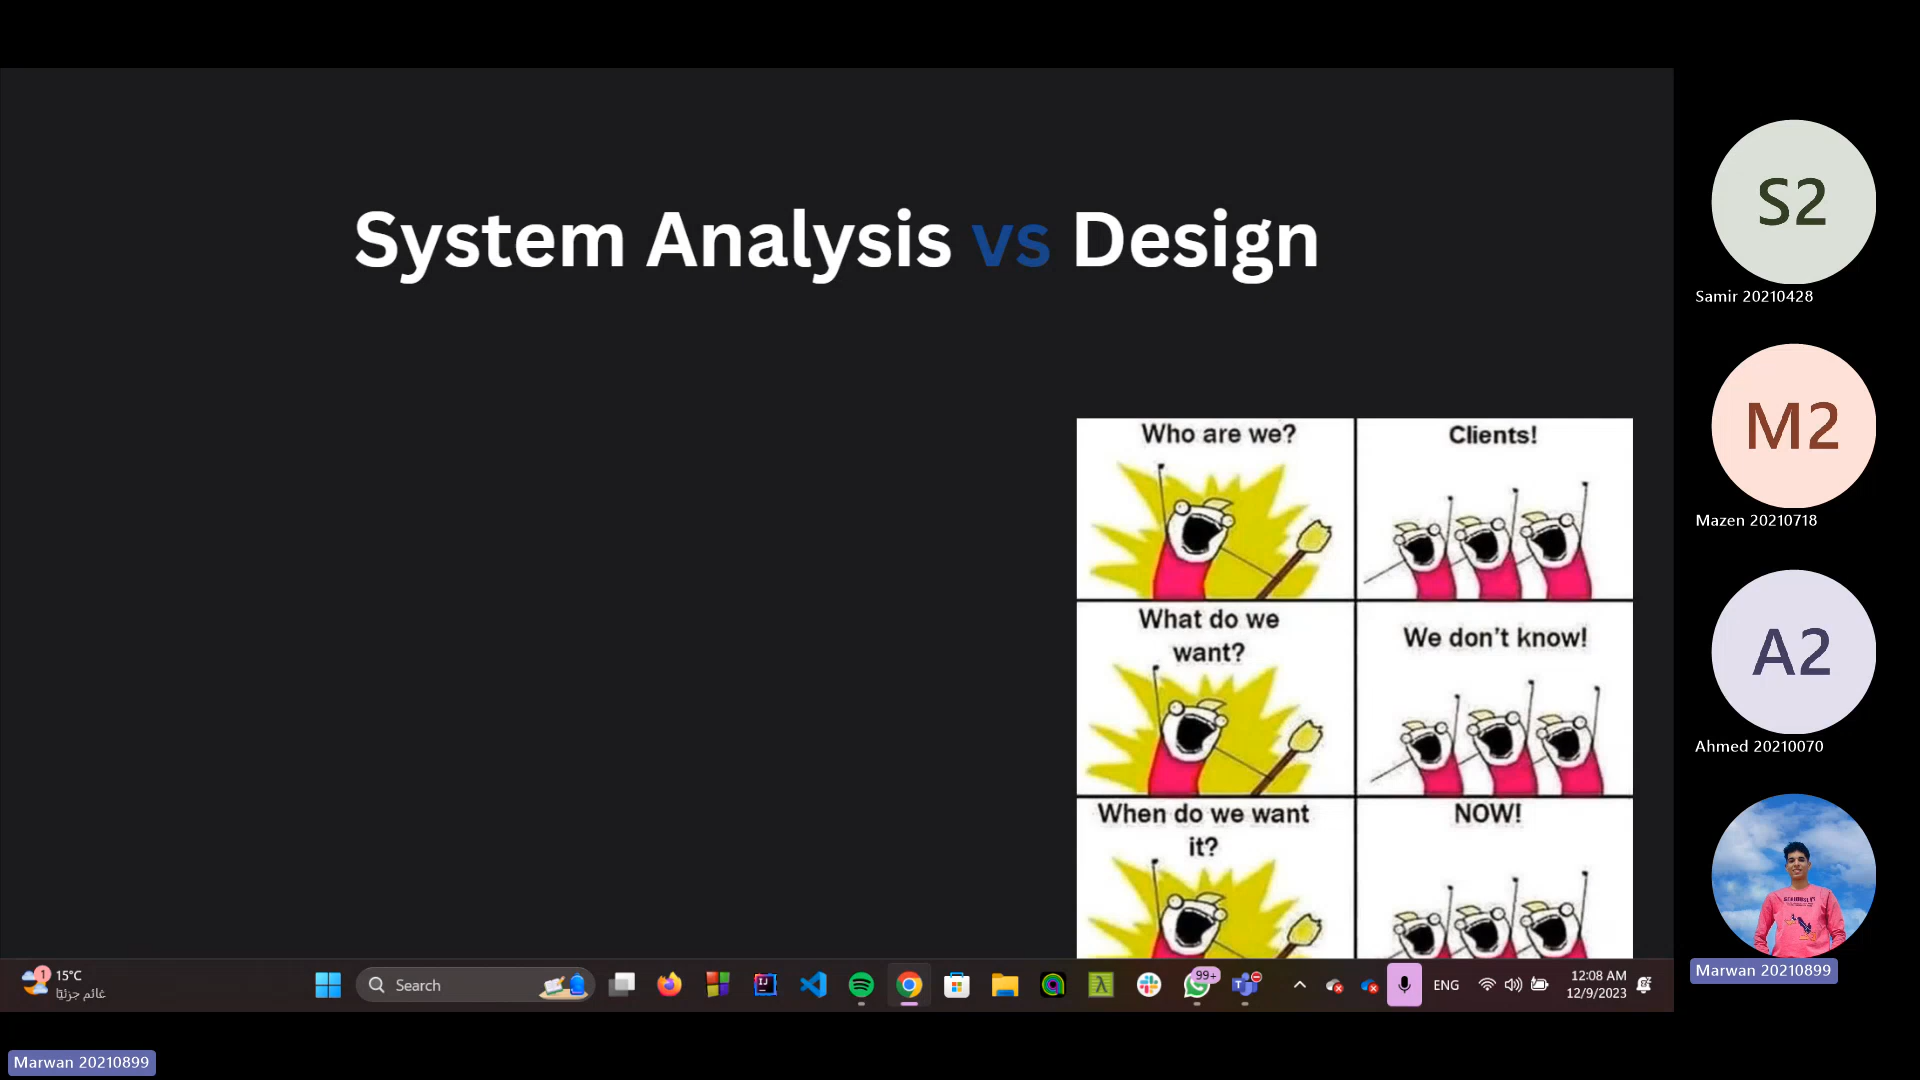 System Analysis vs Design
Who are we?
Clients!
What do we
want?
We don't know!
When do we want
it?
NOW!
S2
Samir 20210428
M2
Mazen 20210718
A2
Ahmed 20210070
Marwan 20210899
1
15°C
غائم جزئيًا
Search
99+
ENG
12:08 AM
12/9/2023
Marwan 20210899